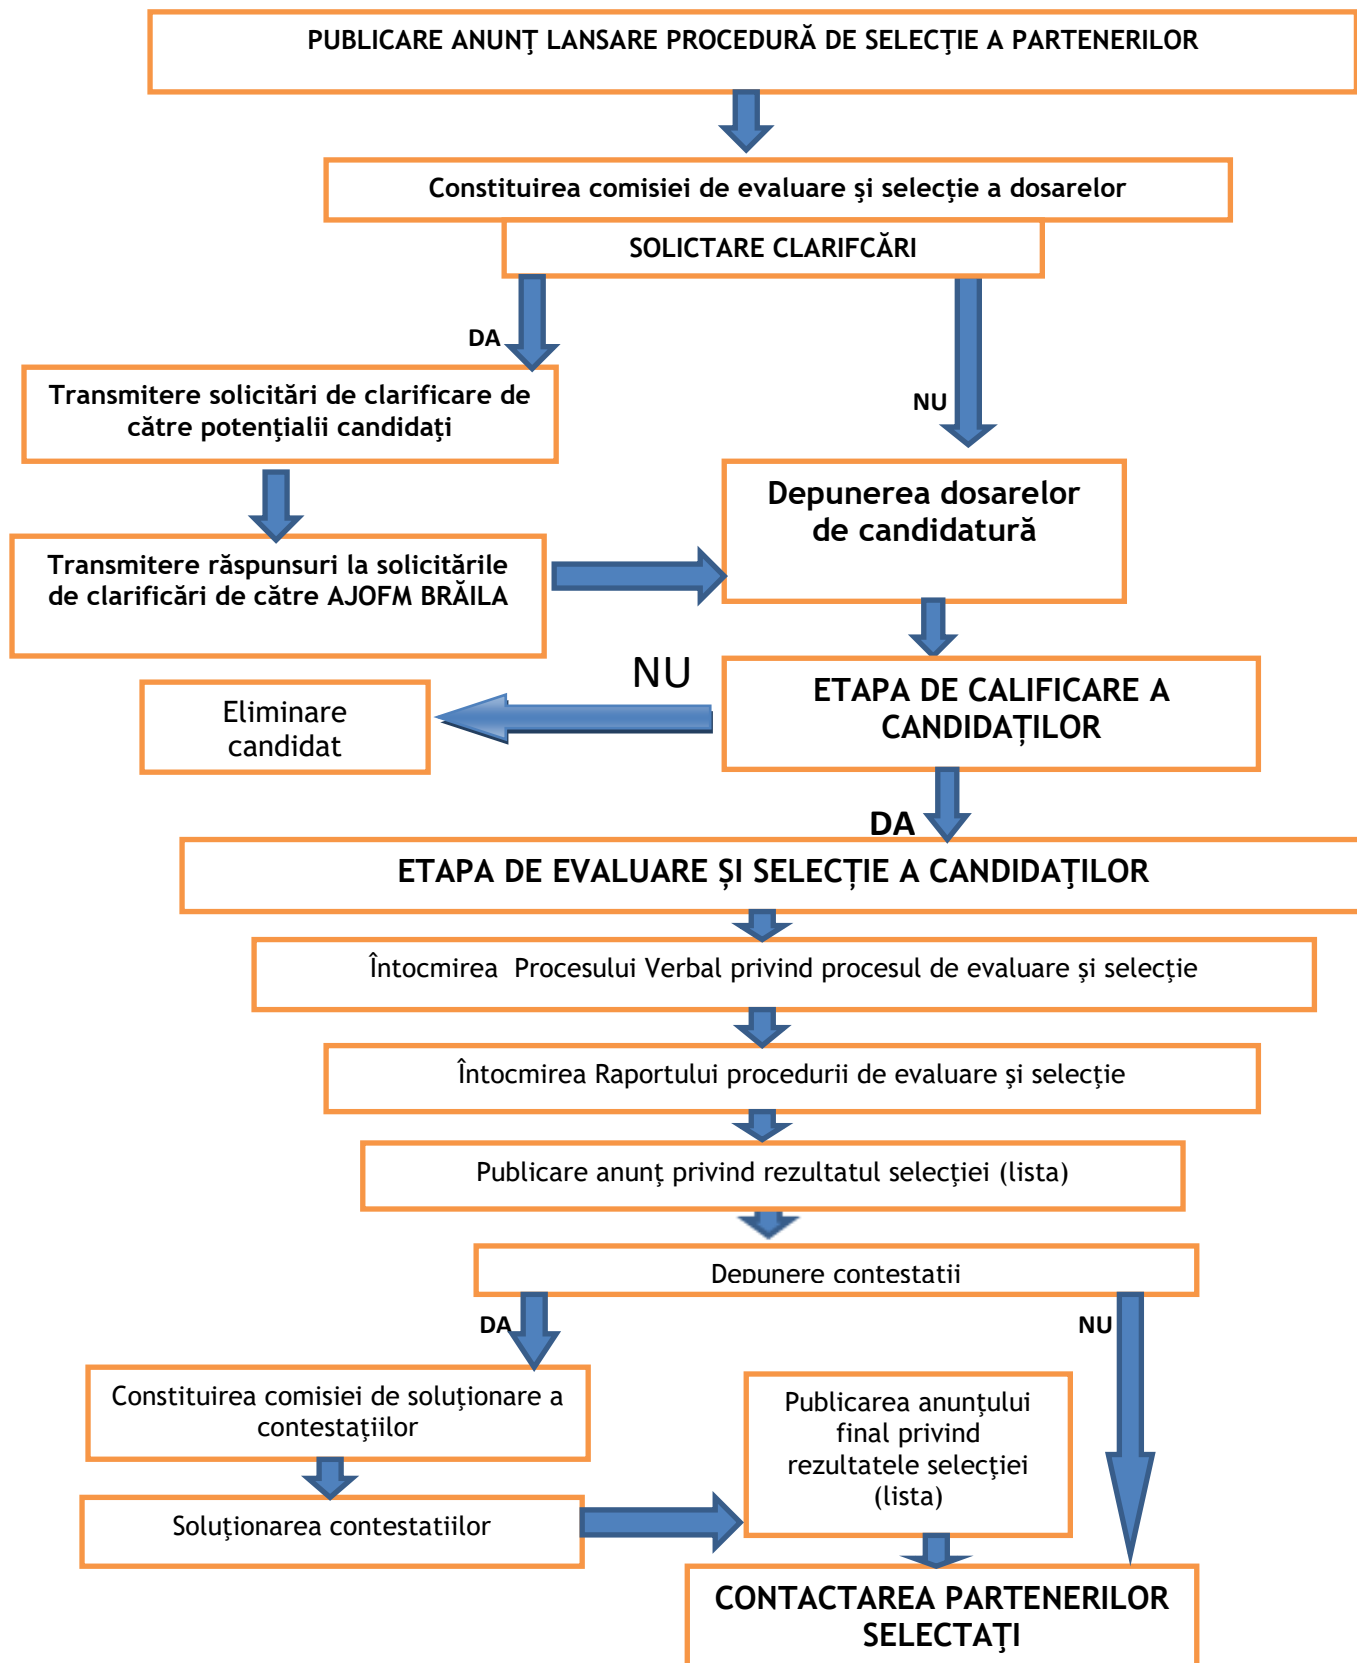 PUBLICARE ANUNŢ LANSARE PROCEDURĂ DE SELECŢIE A PARTENERILOR
Constituirea comisiei de evaluare şi selecţie a dosarelor
SOLICTARE CLARIFCĂRI
DA
Transmitere solicitări de clarificare de
către potenţialii candidaţi
NU
Depunerea dosarelor
de candidatură
Transmitere răspunsuri la solicitările
de clarificări de către AJOFM BRĂILA
NU
ETAPA DE CALIFICARE A
CANDIDAȚILOR
Eliminare
candidat
DA
ETAPA DE EVALUARE ȘI SELECȚIE A CANDIDAŢILOR
Întocmirea  Procesului Verbal privind procesul de evaluare şi selecţie
Întocmirea Raportului procedurii de evaluare şi selecţie
Publicare anunţ privind rezultatul selecţiei (lista)
Depunere contestatii
DA
NU
Constituirea comisiei de soluţionare a
contestaţiilor
Publicarea anunţului
final privind
rezultatele selecţiei
(lista)
Soluţionarea contestatiilor
CONTACTAREA PARTENERILOR
SELECTAŢI